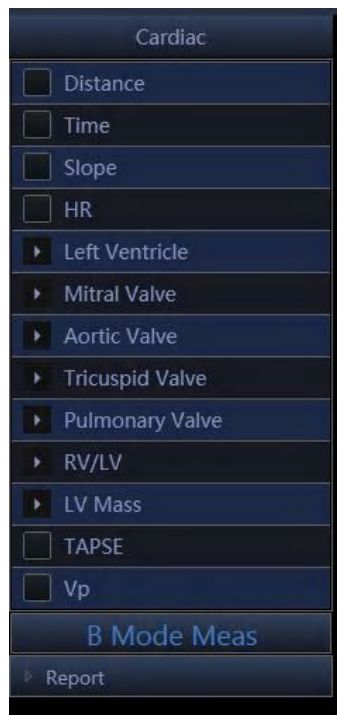 Cardiac
Distance
Time
Slope
HR
Left Ventricle
Mitral Valve
Aortic Valve
Tricuspid Valve
Pulmonary Valve
RV/LV
LV Mass
TAPSE
Vp
B Mode Meas
Report